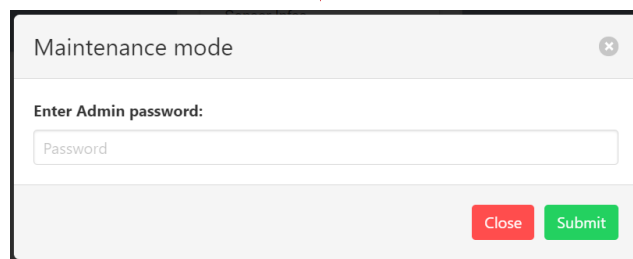 Maintenance mode
Enter Admin password:
Password
Close Submit